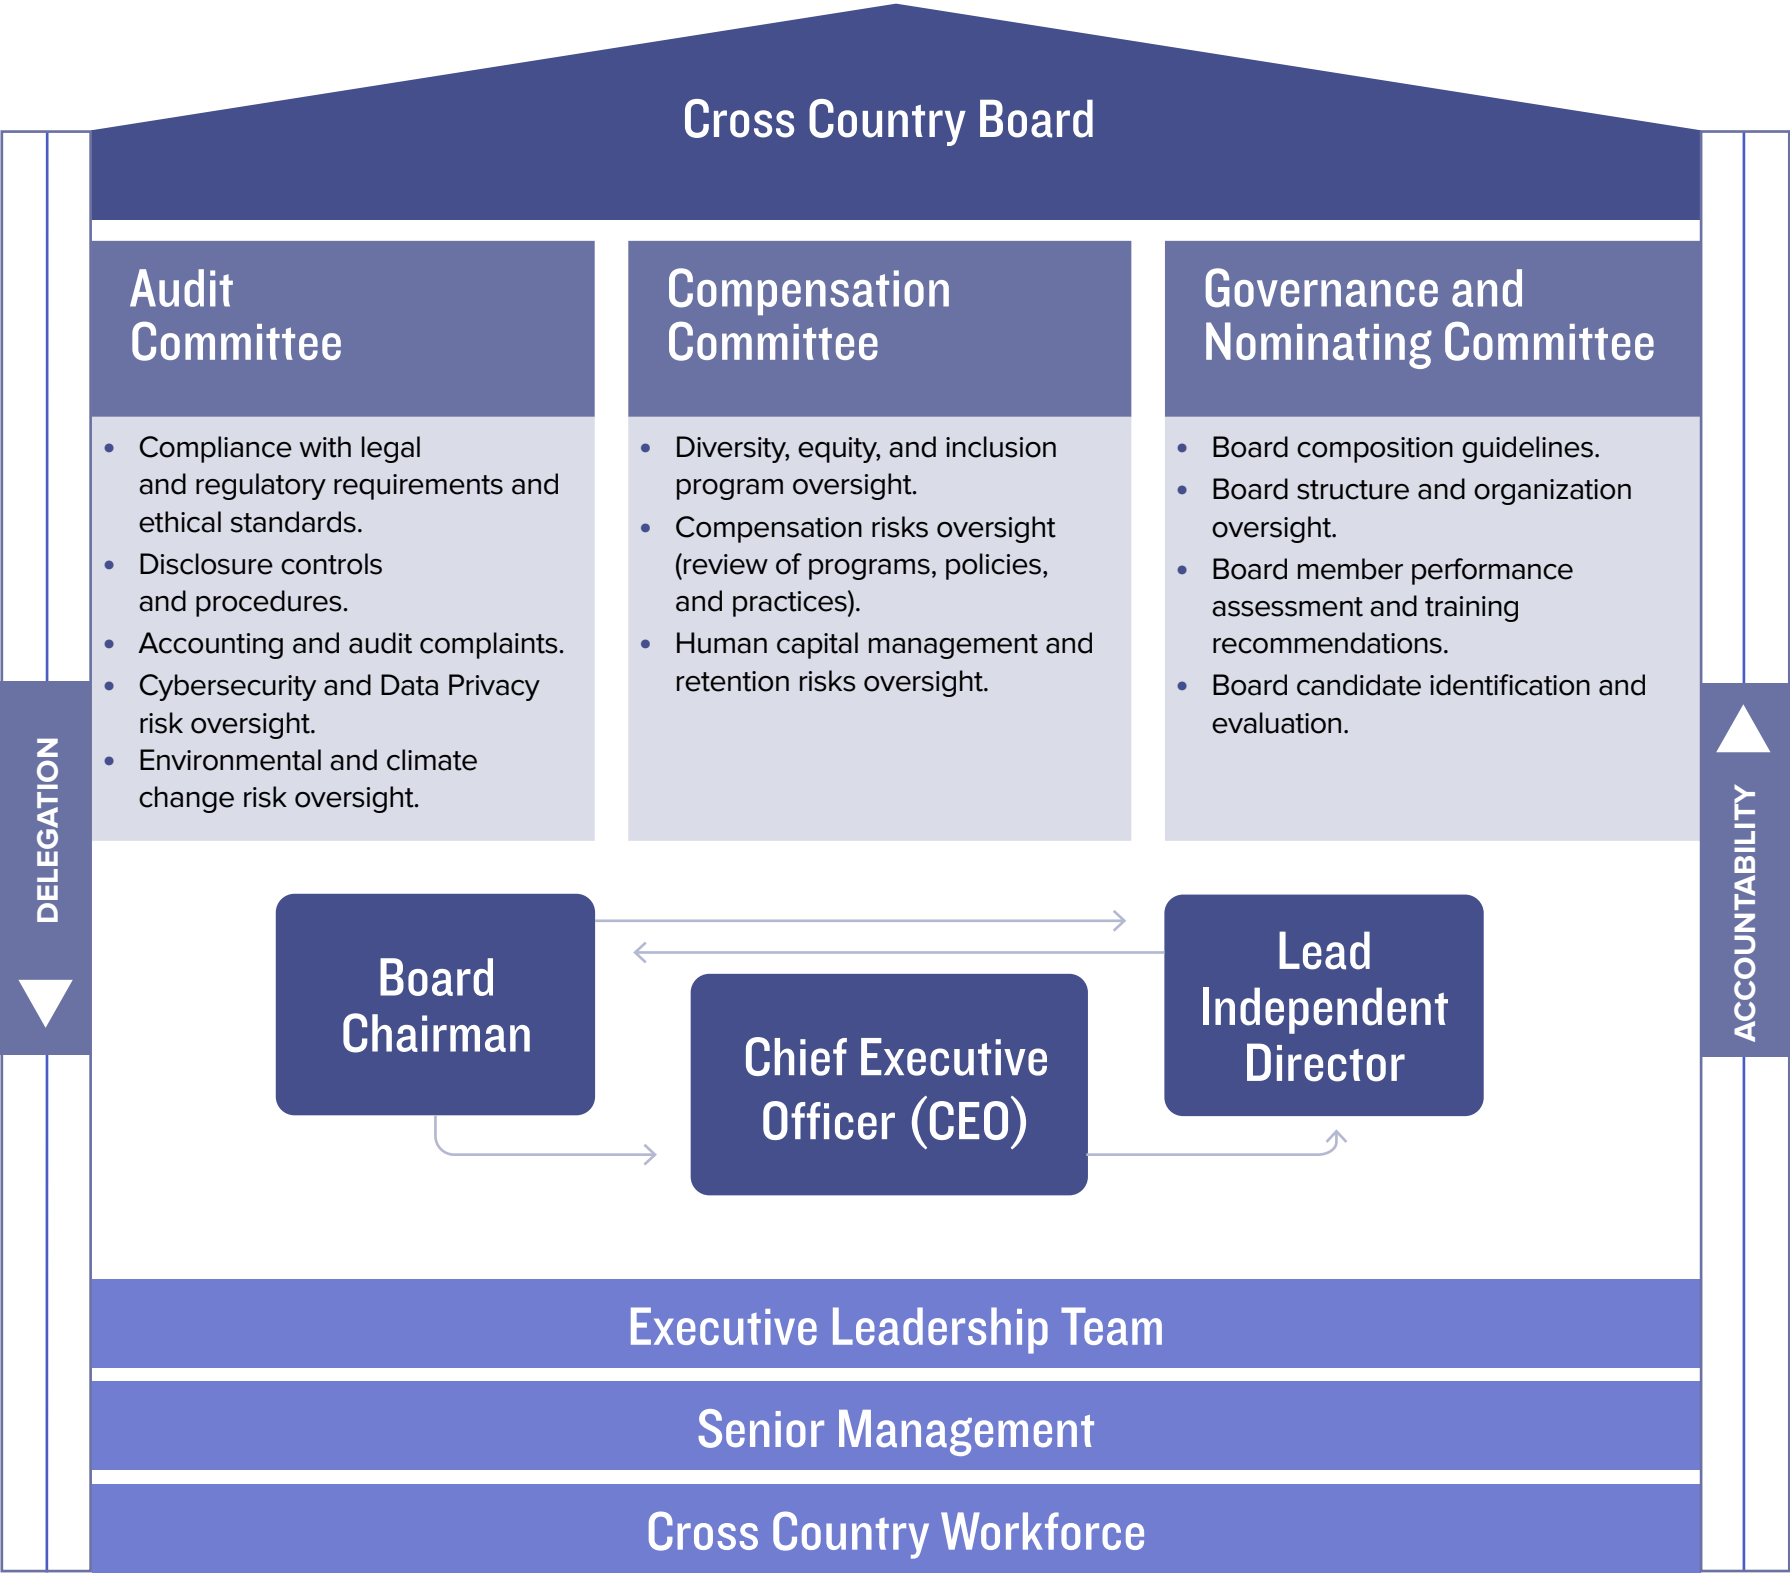 Cross Country Board
Audit
Committee
• Compliance with legal
and regulatory requirements and
ethical standards.
• Disclosure controls
and procedures.
• Accounting and audit complaints.
• Cybersecurity and Data Privacy
risk oversight.
• Environmental and climate
change risk oversight.
Compensation
Committee
• Diversity, equity, and inclusion
program oversight.
• Compensation risks oversight
(review of programs, policies,
and practices).
• Human capital management and
retention risks oversight.
Governance and
Nominating Committee
• Board composition guidelines.
• Board structure and organization
oversight.
• Board member performance
assessment and training
recommendations.
• Board candidate identification and
evaluation.
DELEGATION
ACCOUNTABILITY
Board
Chairman
Chief Executive
Officer (CEO)
Lead
Independent
Director
Executive Leadership Team
Senior Management
Cross Country Workforce